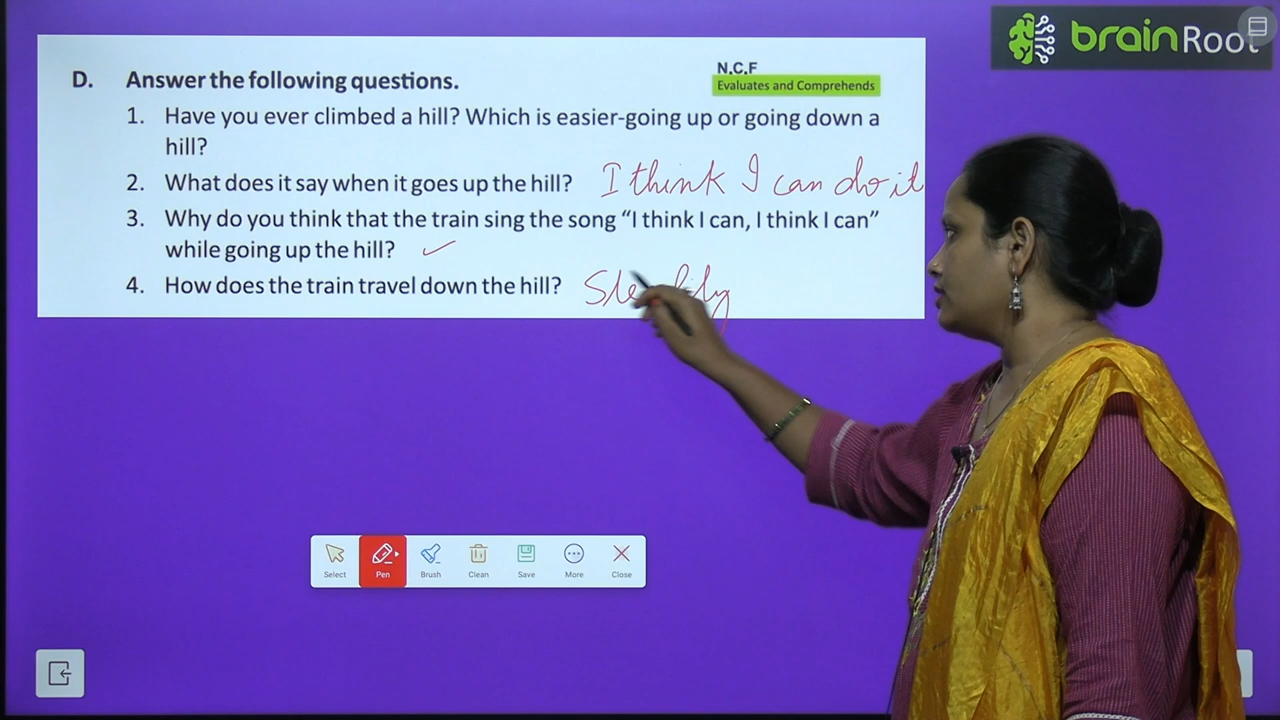 brainRoot
N.C.F
D. Answer the following questions.
Evaluates and Comprehends
1. Have you ever climbed a hill? Which is easier-going up or going down a
hill?
2. What does it say when it goes up the hill? I think I can do it
3. Why do you think that the train sing the song “I think I can, I think I can”
while going up the hill?
4. How does the train travel down the hill?
Select Pen Brush Clean Save More Close